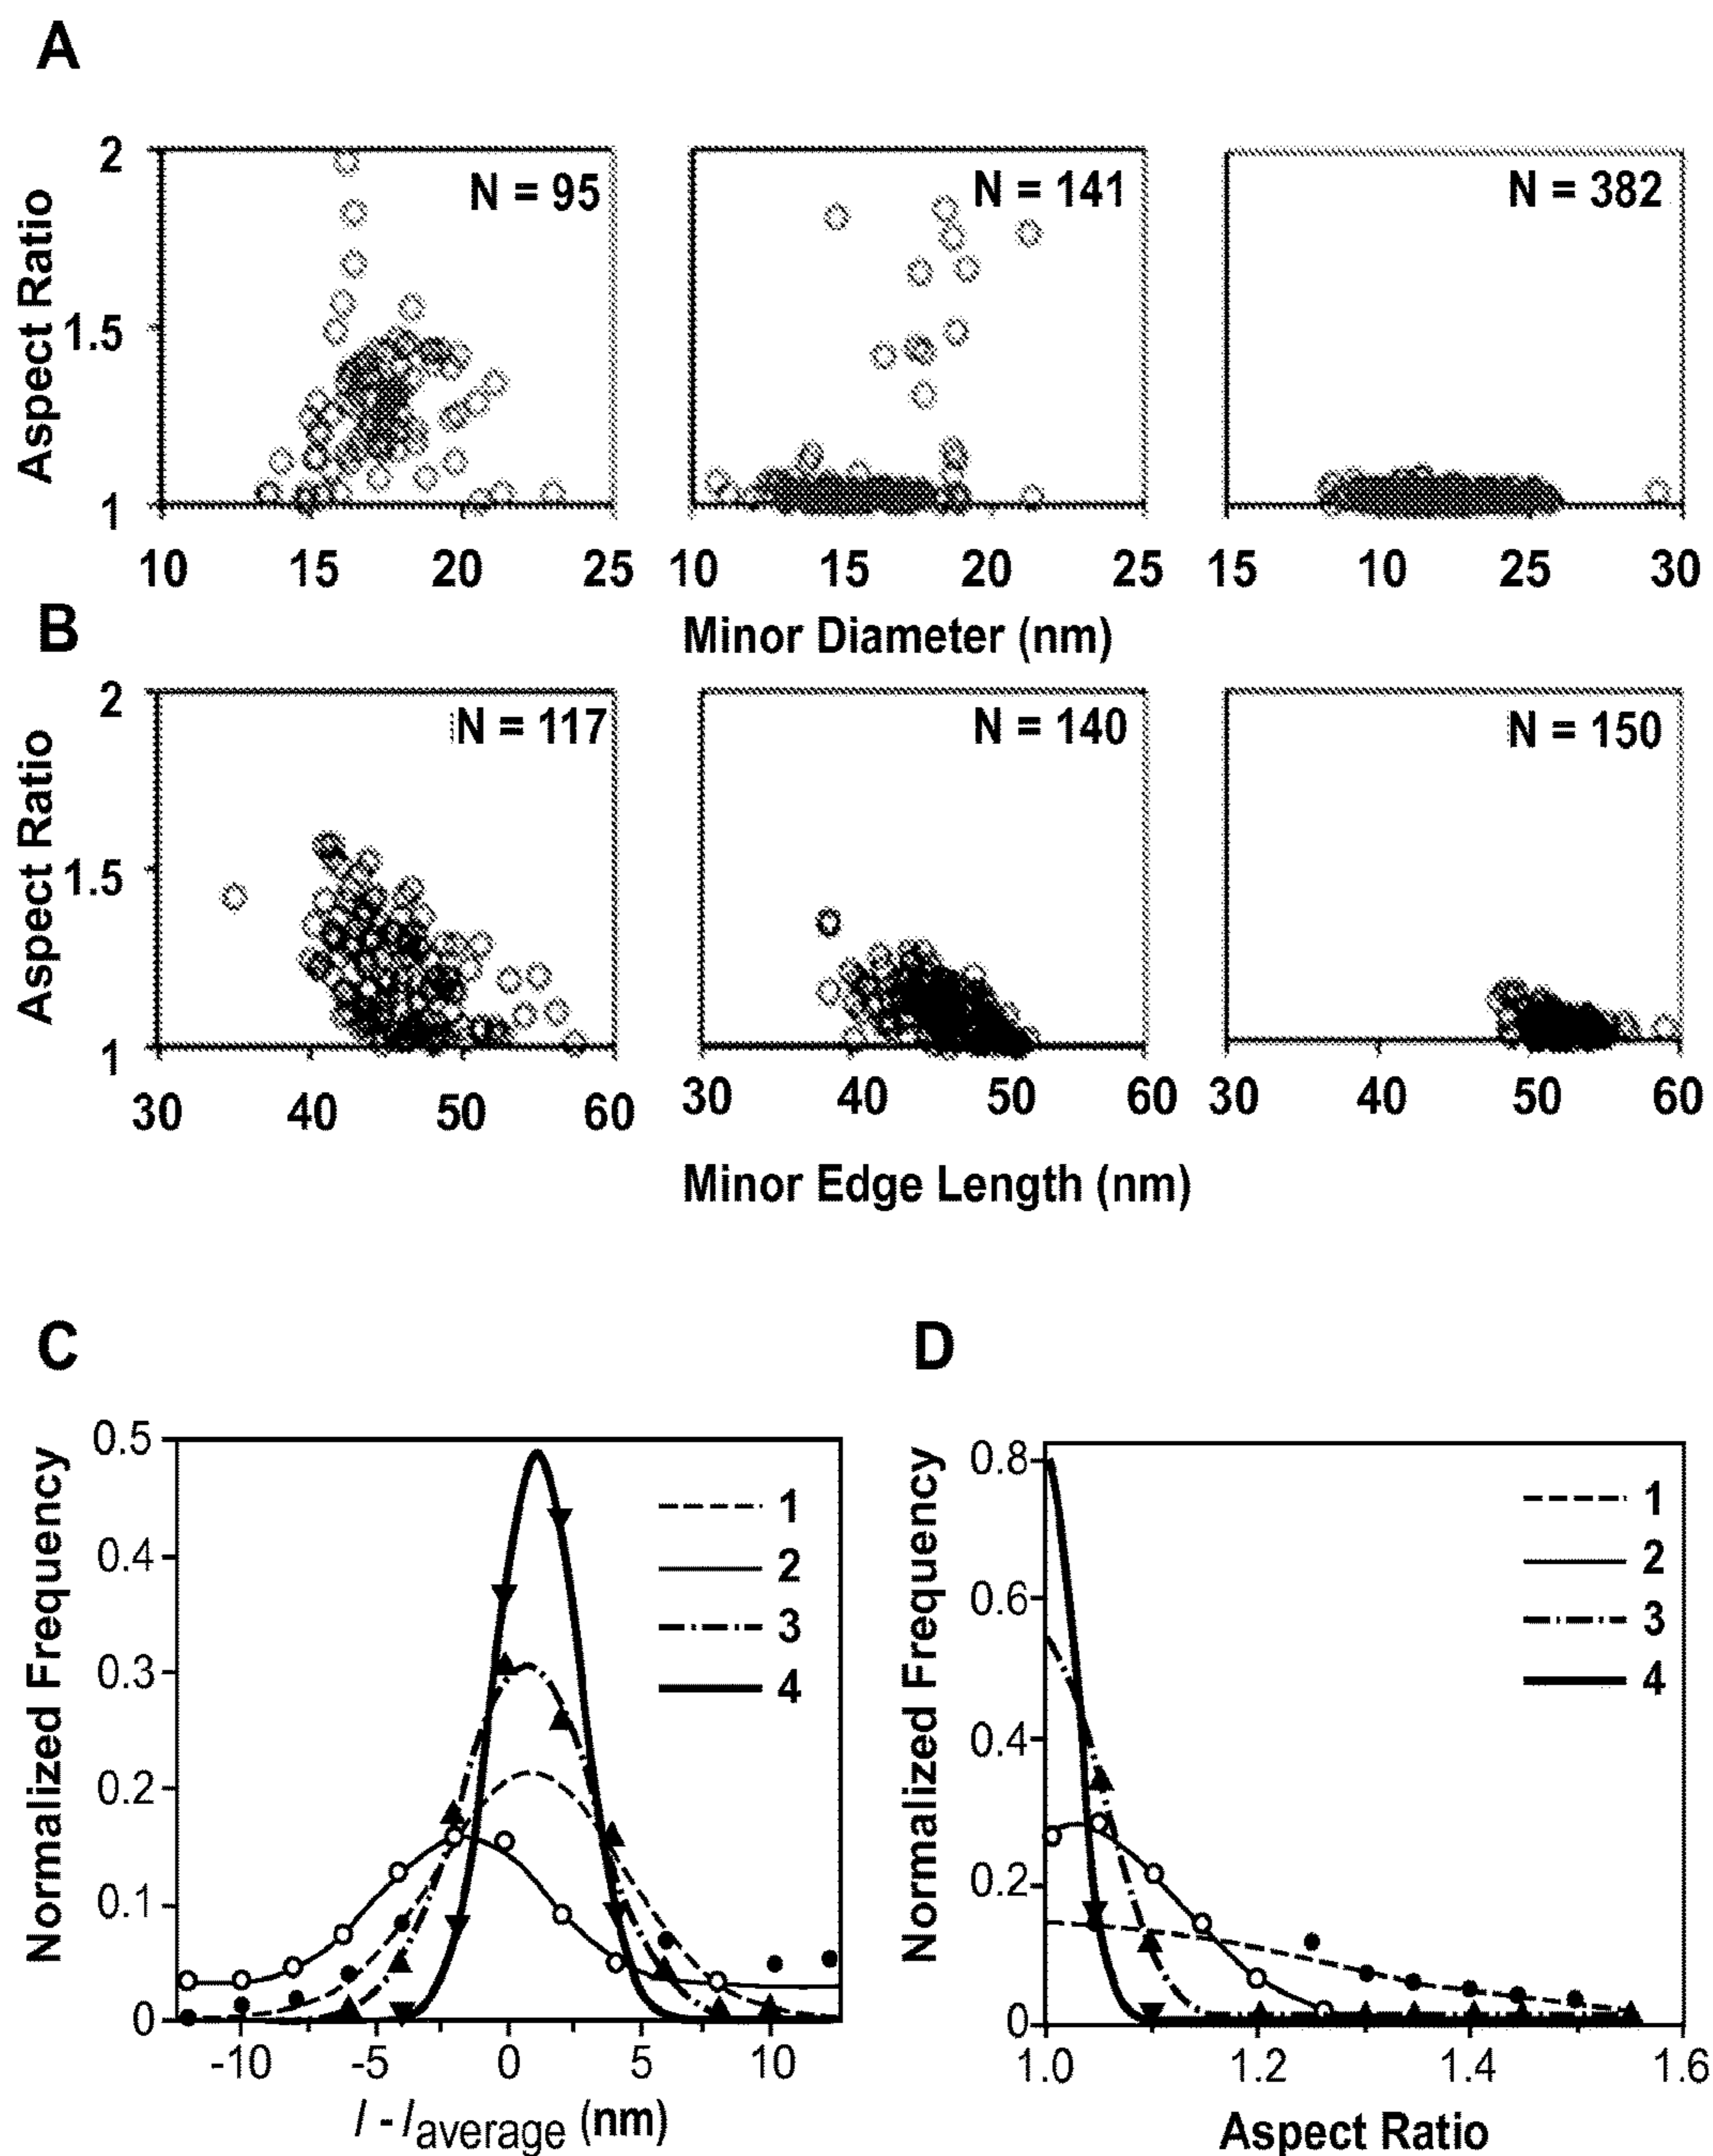 A
Aspect Ratio
2
1.5
1
N = 95
N = 141
N = 382
10 15 20 25 10 15 20 25 15 10 25 30
Minor Diameter (nm)
B
Aspect Ratio
2
1.5
1
N = 117
N = 140
N = 150
30 40 50 60 30 40 50 60 30 40 50 60
Minor Edge Length (nm)
C
Normalized Frequency
0.5
0.4
0.3
0.2
0.1
0
1
2
3
4
-10 -5 0 5 10
l - laverage (nm)
D
Normalized Frequency
0.8
0.6
0.4
0.2
0
1
2
3
4
1.0 1.2 1.4 1.6
Aspect Ratio